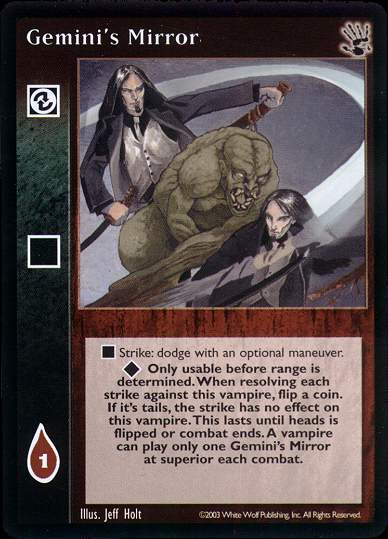 Gemini's Mirror
Strike: dodge with an optional maneuver.
Only usable before range is
determined. When resolving each
strike against this vampire, flip a coin.
If it's tails, the strike has no effect on
this vampire. This lasts until heads is
flipped or combat ends. A vampire
can play only one Gemini's Mirror
at superior each combat.
1
Illus. Jeff Holt
©2003 White Wolf Publishing, Inc. All Rights Reserved.